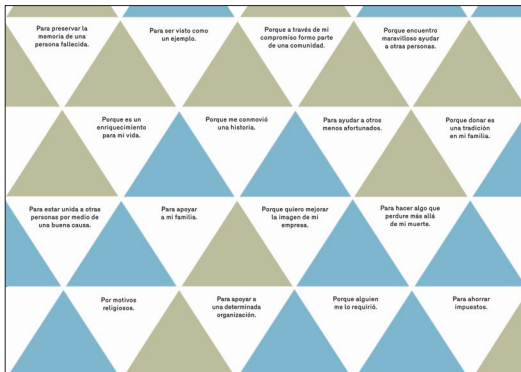 Para preservar la
memoria de una
persona fallecida.
Para ser visto como
un ejemplo.
Porque a través de mi
compromiso formo parte
de una comunidad.
Porque encuentro
maravilloso ayudar
a otras personas.
Porque es un
enriquecimiento
para mi vida.
Porque me conmovió
una historia.
Para ayudar a otros
menos afortunados.
Porque donar es
una tradición
en mi familia.
Para estar unida a otras
personas por medio de
una buena causa.
Para apoyar
a mi familia.
Porque quiero mejorar
la imagen de mi
empresa.
Para hacer algo que
perdure más allá
de mi muerte.
Por motivos
religiosos.
Para apoyar a
una determinada
organización.
Porque alguien
me lo requirió.
Para ahorrar
impuestos.